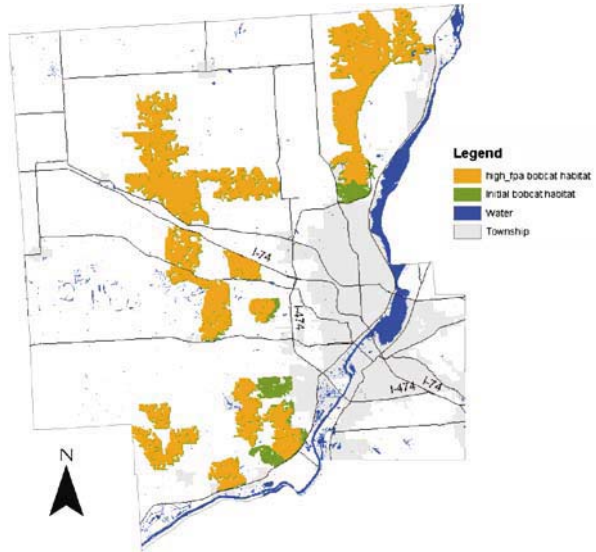 Legend
high_fpa bobcat habitat
Initial bobcat habitat
Water
Township
I-74
I-474
I-474
I-74
N